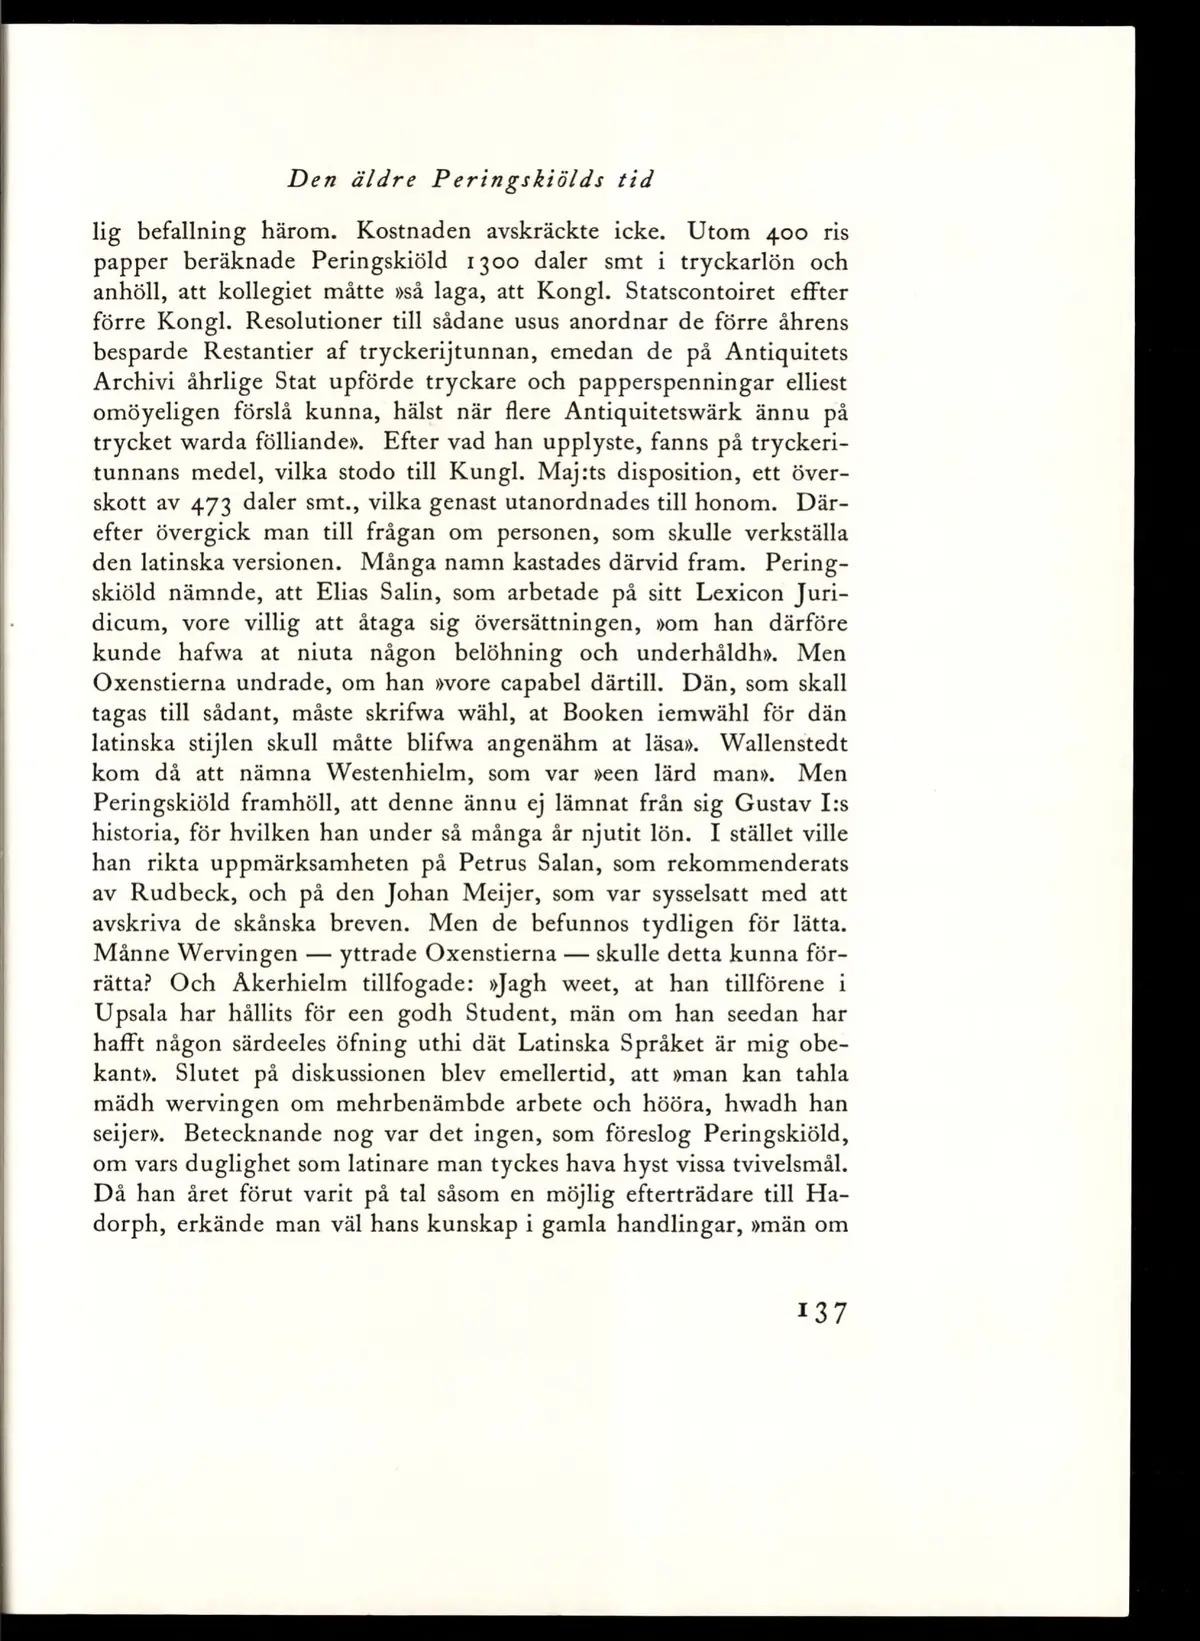 Den äldre Peringskiölds tid
lig befallning härom. Kostnaden avskräckte icke. Utom 400 ris
papper beräknade Peringskiöld 1300 daler smt i tryckarlön och
anhöll, att kollegiet måtte »så laga, att Kongl. Statscontoiret effter
förre Kongl. Resolutioner till sådane usus anordnar de förre åhrens
besparde Restantier af tryckerijtunnan, emedan de på Antiquitets
Archivi åhrlige Stat upförde tryckare och papperspenningar elliest
omöyeligen förslå kunna, hälst när flere Antiquitetswärk ännu på
trycket warda fölliande». Efter vad han upplyste, fanns på tryckeri-
tunnans medel, vilka stodo till Kungl. Maj:ts disposition, ett över-
skott av 473 daler smt., vilka genast utanordnades till honom. Där-
efter övergick man till frågan om personen, som skulle verkställa
den latinska versionen. Många namn kastades därvid fram. Pering-
skiöld nämnde, att Elias Salin, som arbetade på sitt Lexicon Juri-
dicum, vore villig att åtaga sig översättningen, »om han därföre
kunde hafwa at niuta någon belöhning och underhåldh». Men
Oxenstierna undrade, om han »vore capabel därtill. Dän, som skall
tagas till sådant, måste skrifwa wähl, at Booken iemwähl för dän
latinska stijlen skull måtte blifwa angenähm at läsa». Wallenstedt
kom då att nämna Westenhielm, som var »een lärd man». Men
Peringskiöld framhöll, att denne ännu ej lämnat från sig Gustav I:s
historia, för hvilken han under så många år njutit lön. I stället ville
han rikta uppmärksamheten på Petrus Salan, som rekommenderats
av Rudbeck, och på den Johan Meijer, som var sysselsatt med att
avskriva de skånska breven. Men de befunnos tydligen för lätta.
Månne Wervingen — yttrade Oxenstierna — skulle detta kunna för-
rätta? Och Åkerhielm tillfogade: »Jagh weet, at han tillförene i
Upsala har hållits för een godh Student, män om han seedan har
hafft någon särdeeles öfning uthi dät Latinska Språket är mig obe-
kant». Slutet på diskussionen blev emellertid, att »man kan tahla
mädh wervingen om mehrbenämbde arbete och hööra, hwadh han
seijer». Betecknande nog var det ingen, som föreslog Peringskiöld,
om vars duglighet som latinare man tyckes hava hyst vissa tvivelsmål.
Då han året förut varit på tal såsom en möjlig efterträdare till Ha-
dorph, erkände man väl hans kunskap i gamla handlingar, »män om
137